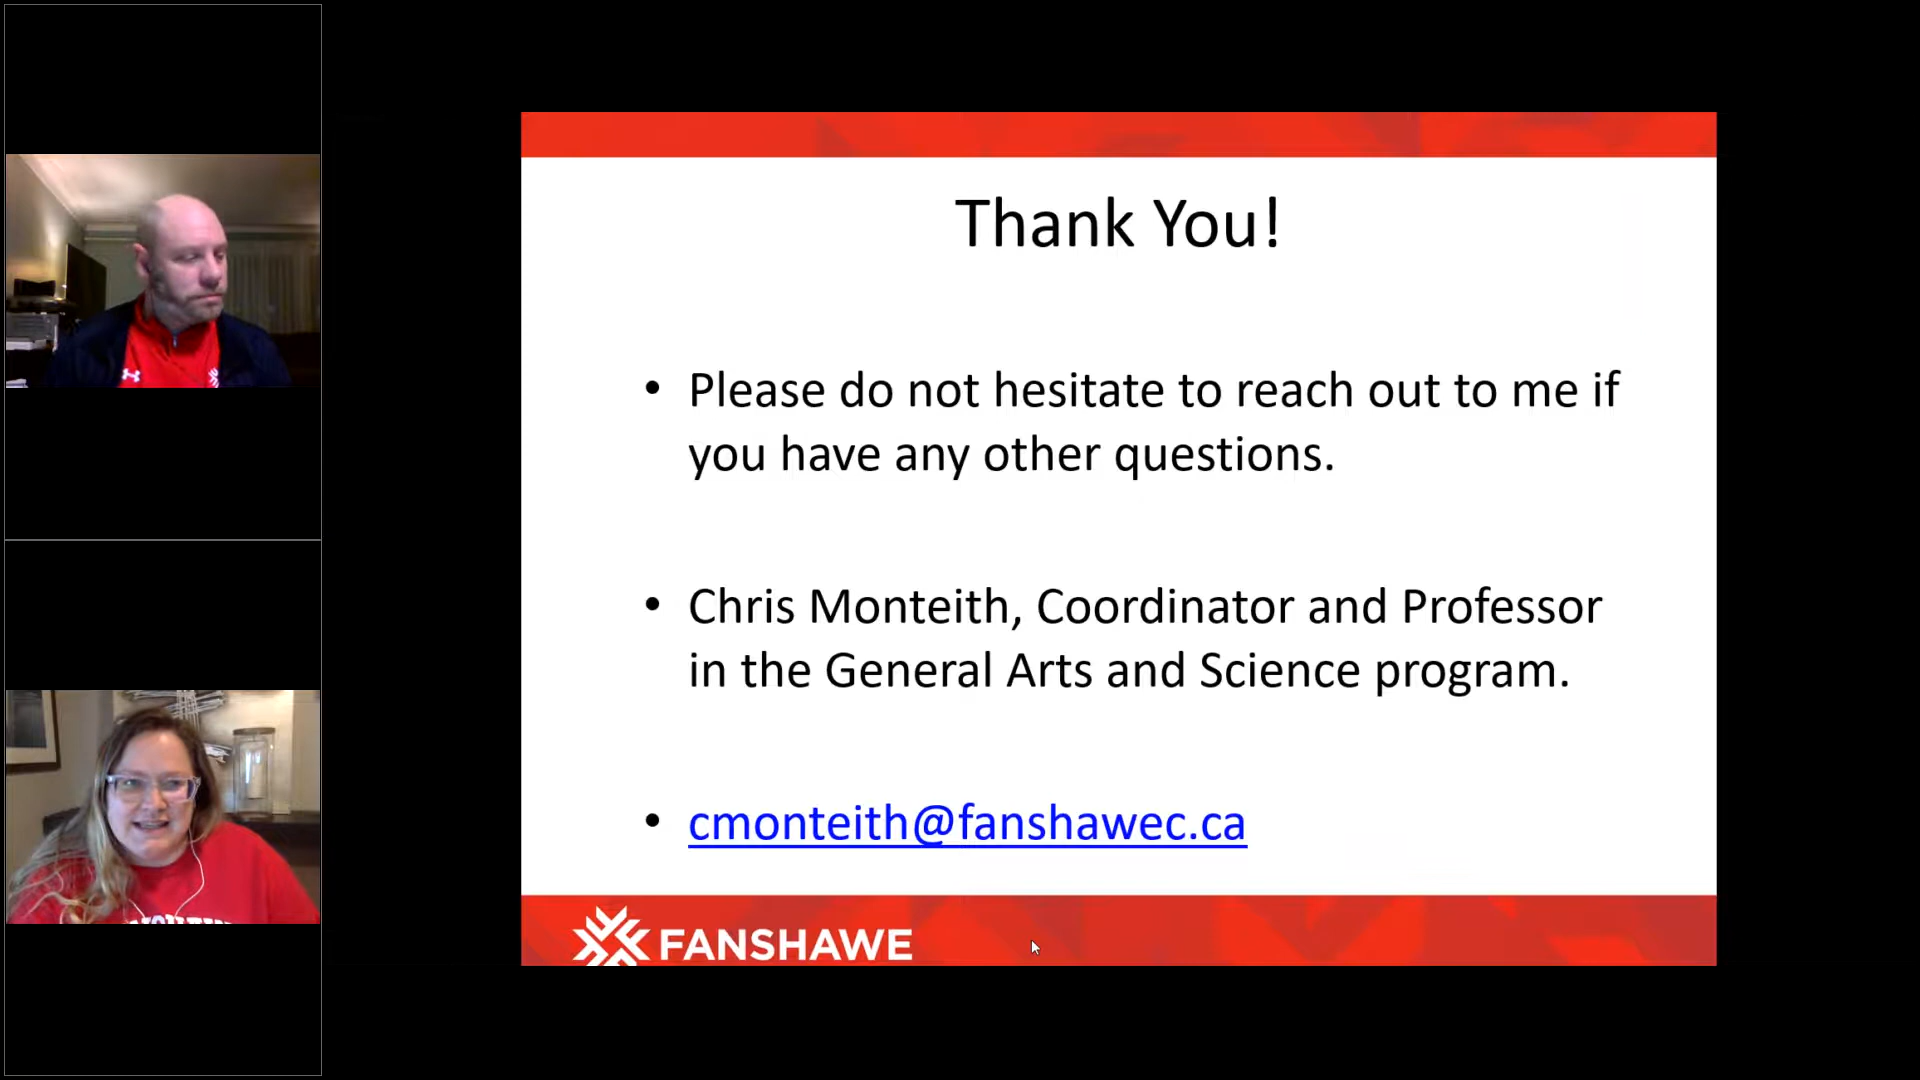 Thank You!
• Please do not hesitate to reach out to me if
you have any other questions.
• Chris Monteith, Coordinator and Professor
in the General Arts and Science program.
• cmonteith@fanshawec.ca
FANSHAWE